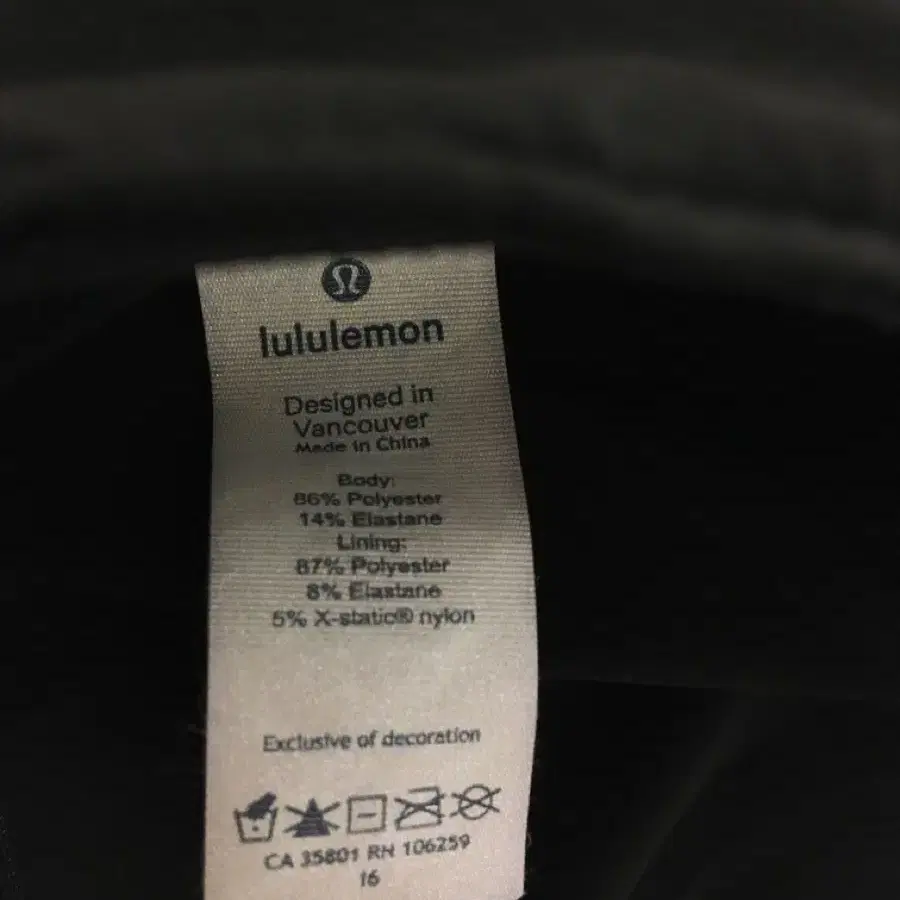 lululemon
Designed in
Vancouver
Made in China
Body:
86% Polyester
14% Elastane
Lining:
87% Polyester
8% Elastane
5% X-static® nylon
Exclusive of decoration
CA 35801 RN 106259
16